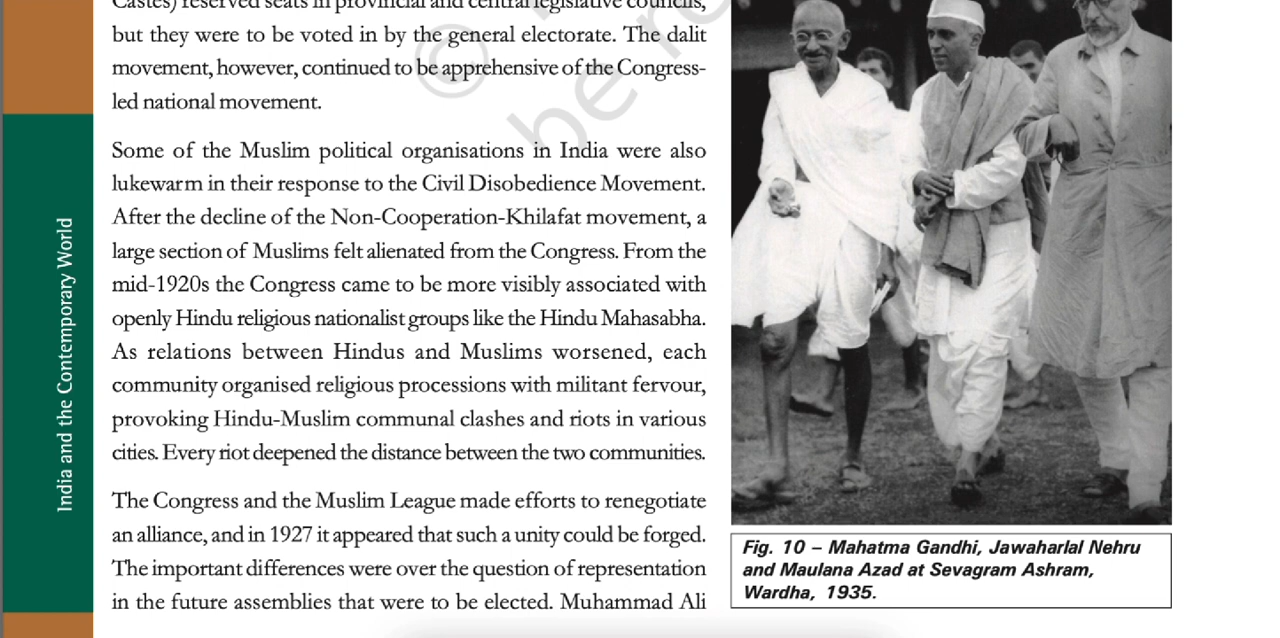 Castes) reserved seats in provincial and central legislative councils,
but they were to be voted in by the general electorate. The dalit
movement, however, continued to be apprehensive of the Congress-
led national movement.
Some of the Muslim political organisations in India were also
lukewarm in their response to the Civil Disobedience Movement.
After the decline of the Non-Cooperation-Khilafat movement, a
large section of Muslims felt alienated from the Congress. From the
mid-1920s the Congress came to be more visibly associated with
openly Hindu religious nationalist groups like the Hindu Mahasabha.
As relations between Hindus and Muslims worsened, each
community organised religious processions with militant fervour,
provoking Hindu-Muslim communal clashes and riots in various
cities. Every riot deepened the distance between the two communities.
The Congress and the Muslim League made efforts to renegotiate
an alliance, and in 1927 it appeared that such a unity could be forged.
The important differences were over the question of representation
in the future assemblies that were to be elected. Muhammad Ali
Fig. 10 – Mahatma Gandhi, Jawaharlal Nehru
and Maulana Azad at Sevagram Ashram,
Wardha, 1935.
India and the Contemporary World
©
be